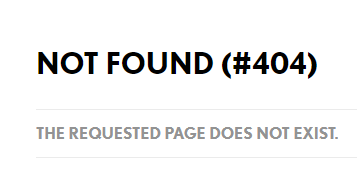 NOT FOUND (#404)
THE REQUESTED PAGE DOES NOT EXIST.